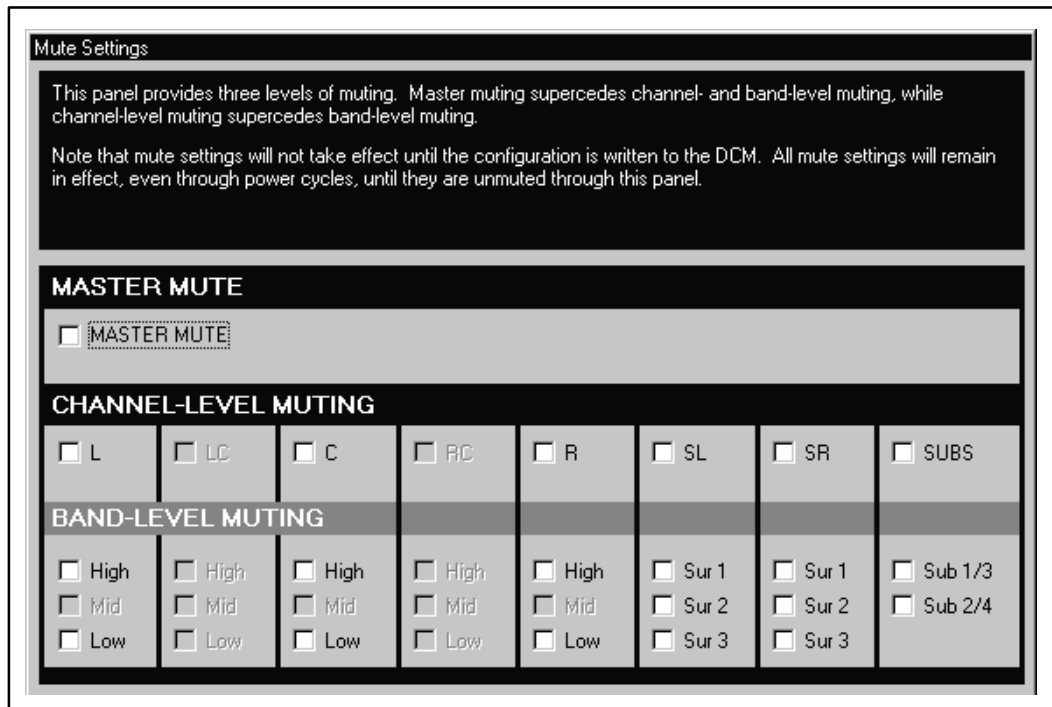 Mute Settings
This panel provides three levels of muting. Master muting supercedes channel- and band-level muting, while
channel-level muting supercedes band-level muting.
Note that mute settings will not take effect until the configuration is written to the DCM. All mute settings will remain
in effect, even through power cycles, until they are unmuted through this panel.
MASTER MUTE
MASTER MUTE
CHANNEL-LEVEL MUTING
L LC C RC R SL SR SUBS
BAND-LEVEL MUTING
High High High High High Sur 1 Sur 1 Sub 1/3
Mid Mid Mid Mid Mid Sur 2 Sur 2 Sub 2/4
Low Low Low Low Low Sur 3 Sur 3